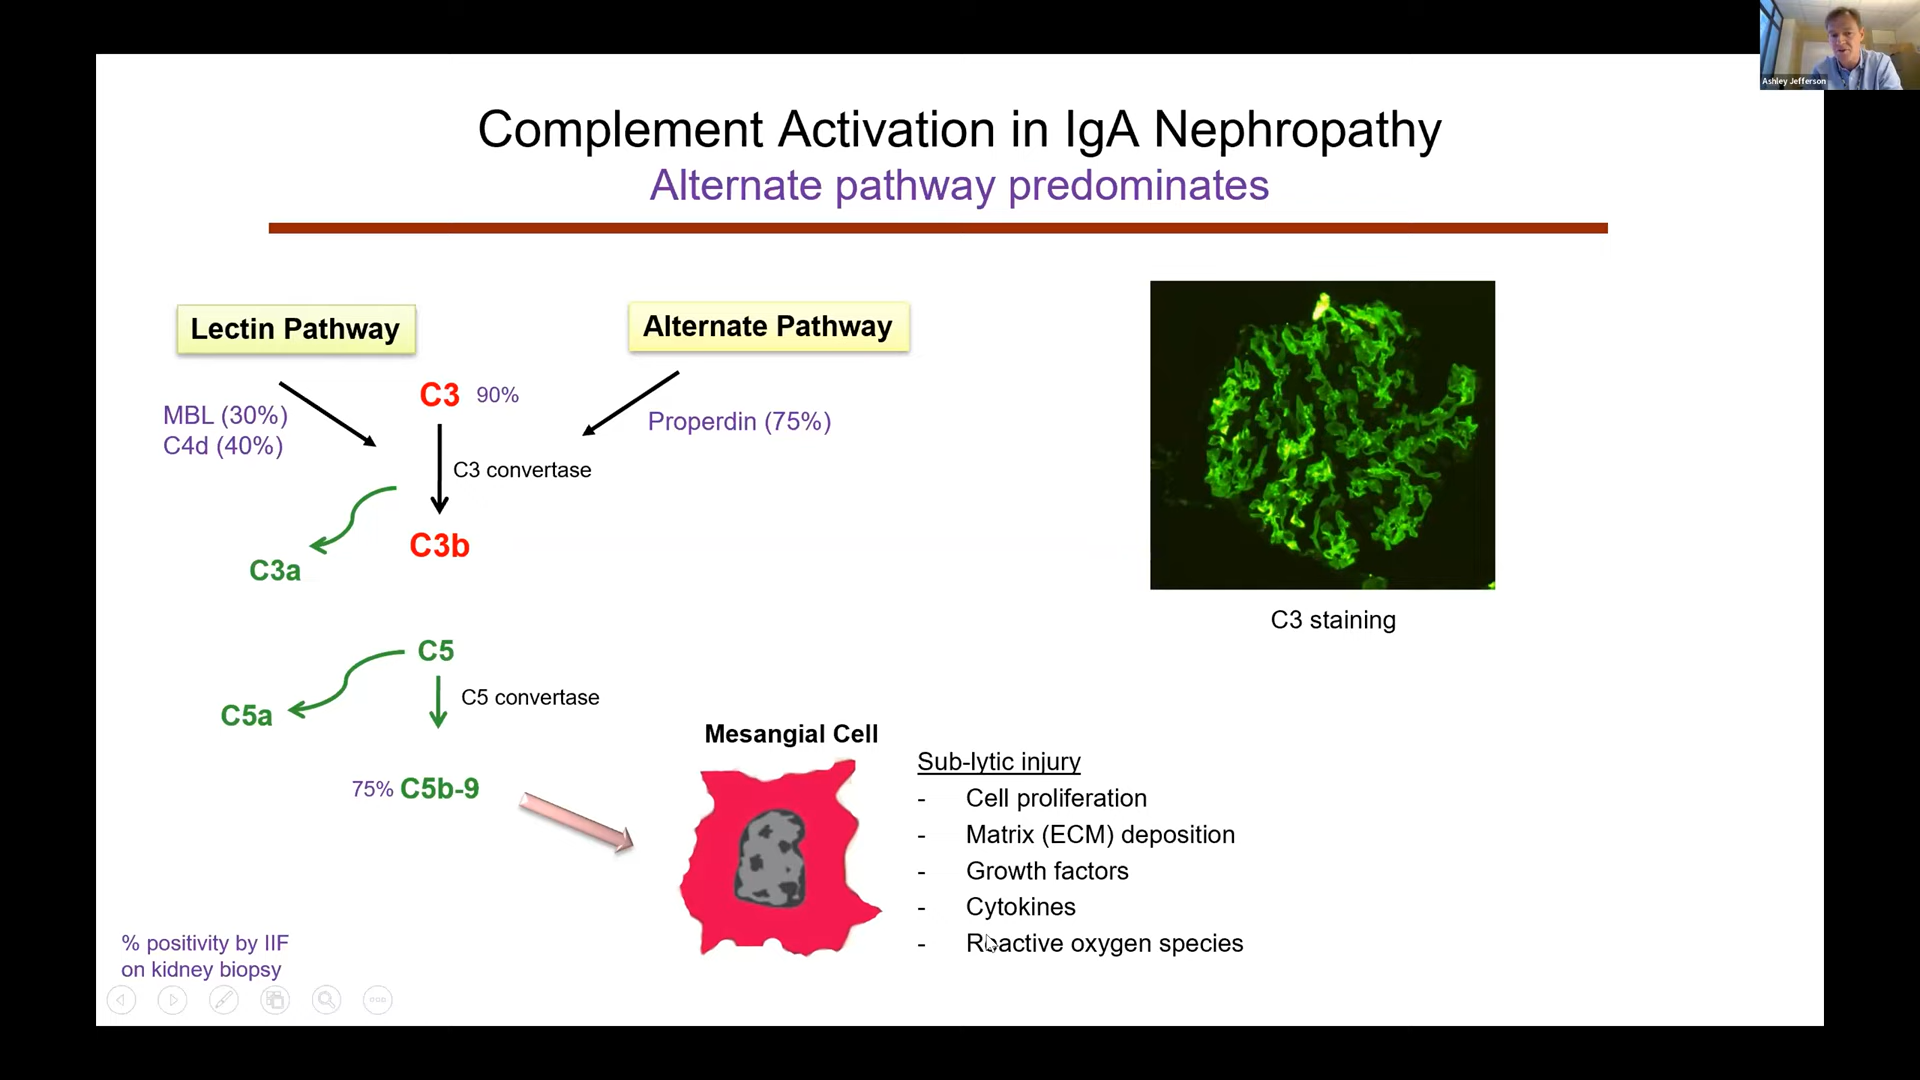 Ashley Jefferson
Complement Activation in IgA Nephropathy
Alternate pathway predominates
Lectin Pathway
Alternate Pathway
C3 90%
MBL (30%)
C4d (40%)
Properdin (75%)
C3 convertase
C3b
C3a
C3 staining
C5
C5 convertase
C5a
75% C5b-9
Mesangial Cell
Sub-lytic injury
- Cell proliferation
- Matrix (ECM) deposition
- Growth factors
- Cytokines
- Reactive oxygen species
% positivity by IIF
on kidney biopsy